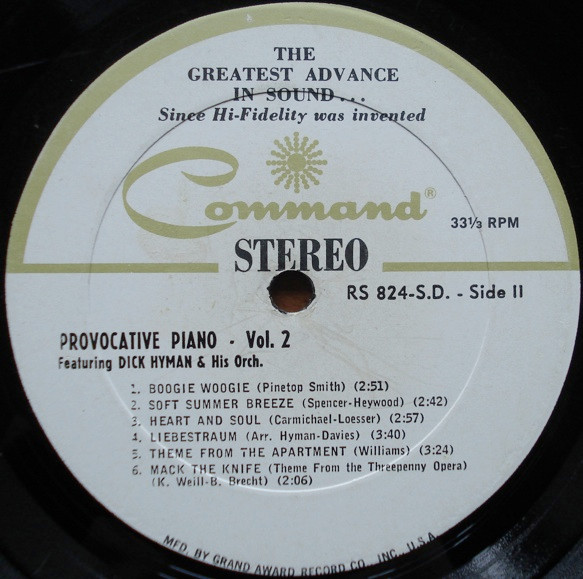 THE
GREATEST ADVANCE
IN SOUND...
Since Hi-Fidelity was invented
Command®
33⅓ RPM
STEREO
RS 824-S.D. - Side II
PROVOCATIVE PIANO - Vol. 2
Featuring DICK HYMAN & His Orch.
1. BOOGIE WOOGIE (Pinetop Smith) (2:51)
2. SOFT SUMMER BREEZE (Spencer-Heywood) (2:42)
3. HEART AND SOUL (Carmichael-Loesser) (2:57)
4. LIEBESTRAUM (Arr. Hyman-Davies) (3:40)
5. THEME FROM THE APARTMENT (Williams) (3:24)
6. MACK THE KNIFE (Theme From the Threepenny Opera)
(K. Weill-B. Brecht) (2:06)
MFD. BY GRAND AWARD RECORD CO., INC., U.S.A.